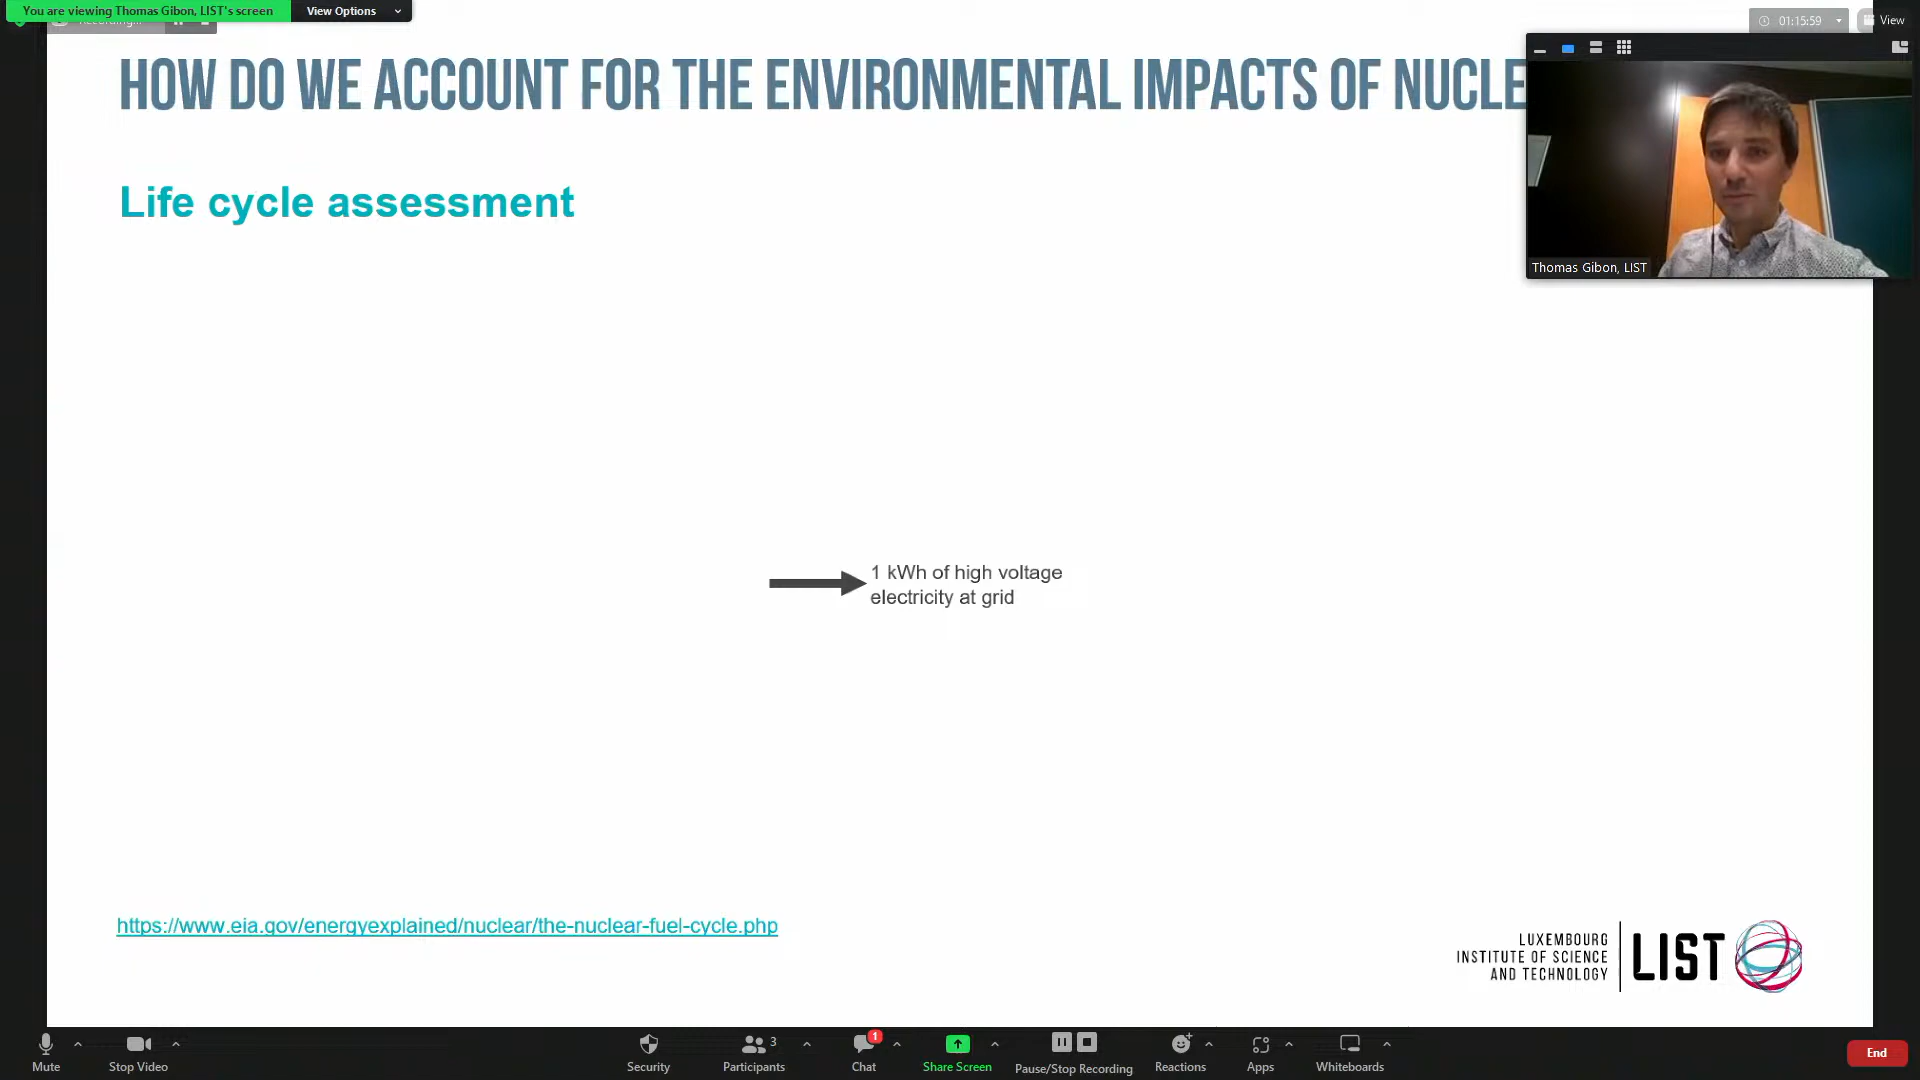 You are viewing Thomas Gibon, LIST's screen
View Options
Recording...
01:15:59
View
HOW DO WE ACCOUNT FOR THE ENVIRONMENTAL IMPACTS OF NUCLE
Life cycle assessment
Thomas Gibon, LIST
1 kWh of high voltage
electricity at grid
https://www.eia.gov/energyexplained/nuclear/the-nuclear-fuel-cycle.php
LUXEMBOURG
INSTITUTE OF SCIENCE
AND TECHNOLOGY
LIST
Mute
Stop Video
Security
Participants
3
Chat
1
Share Screen
Pause/Stop Recording
Reactions
Apps
Whiteboards
End